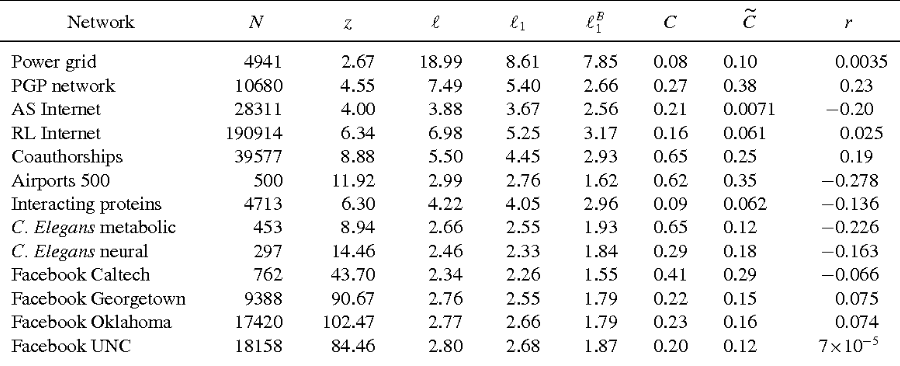 Network N z ℓ ℓ₁ ℓ₁ᴮ C C̃ r
Power grid 4941 2.67 18.99 8.61 7.85 0.08 0.10 0.0035
PGP network 10680 4.55 7.49 5.40 2.66 0.27 0.38 0.23
AS Internet 28311 4.00 3.88 3.67 2.56 0.21 0.0071 −0.20
RL Internet 190914 6.34 6.98 5.25 3.17 0.16 0.061 0.025
Coauthorships 39577 8.88 5.50 4.45 2.93 0.65 0.25 0.19
Airports 500 500 11.92 2.99 2.76 1.62 0.62 0.35 −0.278
Interacting proteins 4713 6.30 4.22 4.05 2.96 0.09 0.062 −0.136
C. Elegans metabolic 453 8.94 2.66 2.55 1.93 0.65 0.12 −0.226
C. Elegans neural 297 14.46 2.46 2.33 1.84 0.29 0.18 −0.163
Facebook Caltech 762 43.70 2.34 2.26 1.55 0.41 0.29 −0.066
Facebook Georgetown 9388 90.67 2.76 2.55 1.79 0.22 0.15 0.075
Facebook Oklahoma 17420 102.47 2.77 2.66 1.79 0.23 0.16 0.074
Facebook UNC 18158 84.46 2.80 2.68 1.87 0.20 0.12 7×10⁻⁵